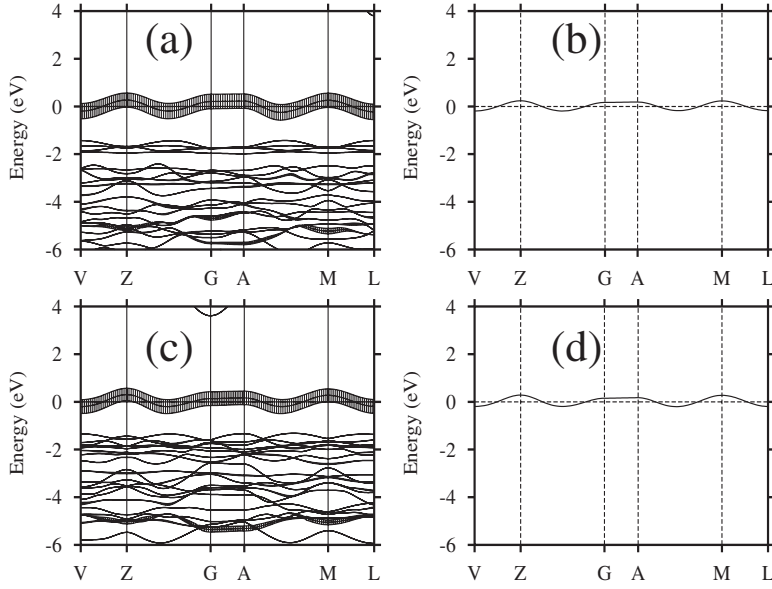 4
2
0
-2
-4
-6
Energy (eV)
(a)
V Z G A M L
4
2
0
-2
-4
-6
Energy (eV)
(b)
V Z G A M L
4
2
0
-2
-4
-6
Energy (eV)
(c)
V Z G A M L
4
2
0
-2
-4
-6
Energy (eV)
(d)
V Z G A M L